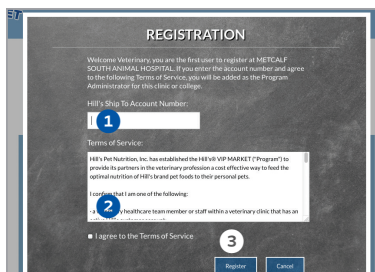 REGISTRATION
Welcome Veterinary, you are the first user to register at METCALF
SOUTH ANIMAL HOSPITAL. If you enter the account number and agree
to the following Terms of Service, you will be added as the Program
Administrator for this clinic or college.
Hill's Ship To Account Number:
1
Terms of Service:
Hill's Pet Nutrition, Inc. has established the Hill's® VIP MARKET ("Program") to
provide its partners in the veterinary profession a cost effective way to feed the
optimal nutrition of Hill's brand pet foods to their personal pets.
I confirm that I am one of the following:
2
- a healthcare team member or staff within a veterinary clinic that has an
I agree to the Terms of Service
3
Register Cancel